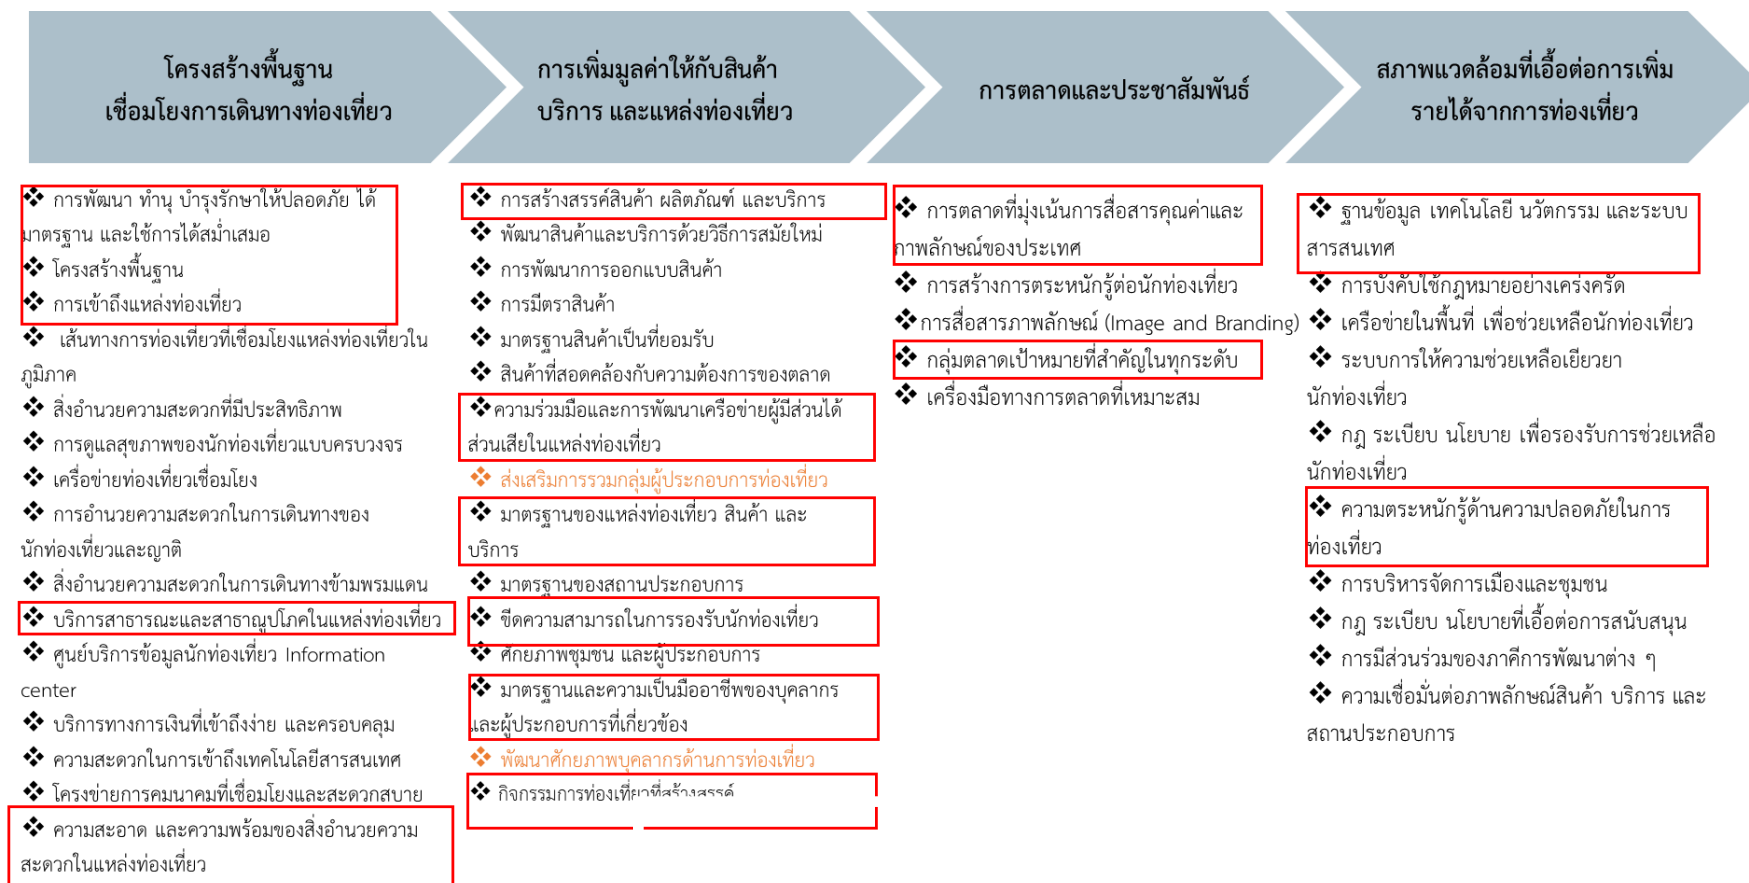 โครงสร้างพื้นฐาน
เชื่อมโยงการเดินทางท่องเที่ยว
การเพิ่มมูลค่าให้กับสินค้า
บริการ และแหล่งท่องเที่ยว
การตลาดและประชาสัมพันธ์
สภาพแวดล้อมที่เอื้อต่อการเพิ่ม
รายได้จากการท่องเที่ยว
❖ การพัฒนา ทำนุ บำรุงรักษาให้ปลอดภัย ได้
มาตรฐาน และใช้การได้สม่ำเสมอ
❖ โครงสร้างพื้นฐาน
❖ การเข้าถึงแหล่งท่องเที่ยว
❖ เส้นทางการท่องเที่ยวที่เชื่อมโยงแหล่งท่องเที่ยวใน
ภูมิภาค
❖ สิ่งอำนวยความสะดวกที่มีประสิทธิภาพ
❖ การดูแลสุขภาพของนักท่องเที่ยวแบบครบวงจร
❖ เครื่อข่ายท่องเที่ยวเชื่อมโยง
❖ การอำนวยความสะดวกในการเดินทางของ
นักท่องเที่ยวและญาติ
❖ สิ่งอำนวยความสะดวกในการเดินทางข้ามพรมแดน
❖ บริการสาธารณะและสาธาณูปโภคในแหล่งท่องเที่ยว
❖ ศูนย์บริการข้อมูลนักท่องเที่ยว Information
center
❖ บริการทางการเงินที่เข้าถึงง่าย และครอบคลุม
❖ ความสะดวกในการเข้าถึงเทคโนโลยีสารสนเทศ
❖ โครงข่ายการคมนาคมที่เชื่อมโยงและสะดวกสบาย
❖ ความสะอาด และความพร้อมของสิ่งอำนวยความ
สะดวกในแหล่งท่องเที่ยว
❖ การสร้างสรรค์สินค้า ผลิตภัณฑ์ และบริการ
❖ พัฒนาสินค้าและบริการด้วยวิธีการสมัยใหม่
❖ การพัฒนาการออกแบบสินค้า
❖ การมีตราสินค้า
❖ มาตรฐานสินค้าเป็นที่ยอมรับ
❖ สินค้าที่สอดคล้องกับความต้องการของตลาด
❖ความร่วมมือและการพัฒนาเครือข่ายผู้มีส่วนได้
ส่วนเสียในแหล่งท่องเที่ยว
❖ ส่งเสริมการรวมกลุ่มผู้ประกอบการท่องเที่ยว
❖ มาตรฐานของแหล่งท่องเที่ยว สินค้า และ
บริการ
❖ มาตรฐานของสถานประกอบการ
❖ ขีดความสามารถในการรองรับนักท่องเที่ยว
❖ ศักยภาพชุมชน และผู้ประกอบการ
❖ มาตรฐานและความเป็นมืออาชีพของบุคลากร
และผู้ประกอบการที่เกี่ยวข้อง
❖ พัฒนาศักยภาพบุคลากรด้านการท่องเที่ยว
❖ กิจกรรมการท่องเที่ยวที่สร้างสรรค์
❖ การตลาดที่มุ่งเน้นการสื่อสารคุณค่าและ
ภาพลักษณ์ของประเทศ
❖ การสร้างการตระหนักรู้ต่อนักท่องเที่ยว
❖การสื่อสารภาพลักษณ์ (Image and Branding)
❖ กลุ่มตลาดเป้าหมายที่สำคัญในทุกระดับ
❖ เครื่องมือทางการตลาดที่เหมาะสม
❖ ฐานข้อมูล เทคโนโลยี นวัตกรรม และระบบ
สารสนเทศ
❖ การบังคับใช้กฎหมายอย่างเคร่งครัด
❖ เครือข่ายในพื้นที่ เพื่อช่วยเหลือนักท่องเที่ยว
❖ ระบบการให้ความช่วยเหลือเยียวยา
นักท่องเที่ยว
❖ กฎ ระเบียบ นโยบาย เพื่อรองรับการช่วยเหลือ
นักท่องเที่ยว
❖ ความตระหนักรู้ด้านความปลอดภัยในการ
ท่องเที่ยว
❖ การบริหารจัดการเมืองและชุมชน
❖ กฎ ระเบียบ นโยบายที่เอื้อต่อการสนับสนุน
❖ การมีส่วนร่วมของภาคีการพัฒนาต่าง ๆ
❖ ความเชื่อมั่นต่อภาพลักษณ์สินค้า บริการ และ
สถานประกอบการ